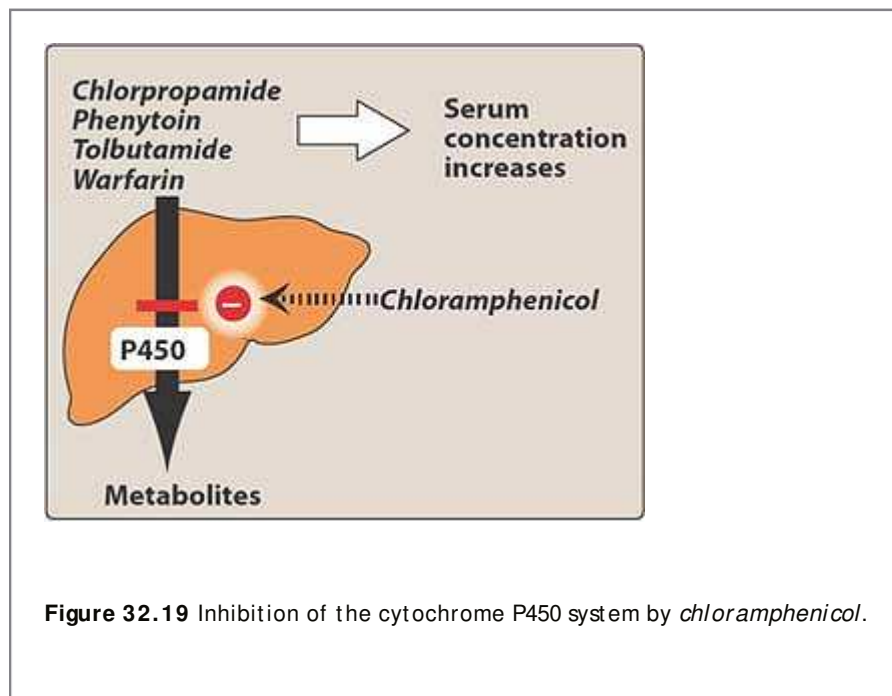 Chlorpropamide
Phenytoin
Tolbutamide
Warfarin
Serum
concentration
increases
Chloramphenicol
P450
Metabolites
Figure 32.19 Inhibition of the cytochrome P450 system by chloramphenicol.